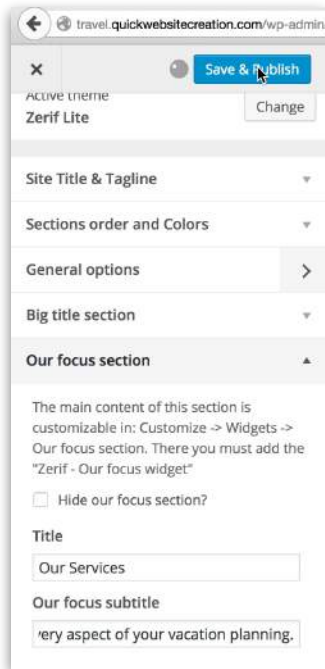 travel.quickwebsitecreation.com/wp-admin
× Save & Publish
Active theme
Zerif Lite
Change
Site Title & Tagline
Sections order and Colors
General options
Big title section
Our focus section
The main content of this section is
customizable in: Customize -> Widgets ->
Our focus section. There you must add the
"Zerif - Our focus widget"
Hide our focus section?
Title
Our Services
Our focus subtitle
very aspect of your vacation planning.